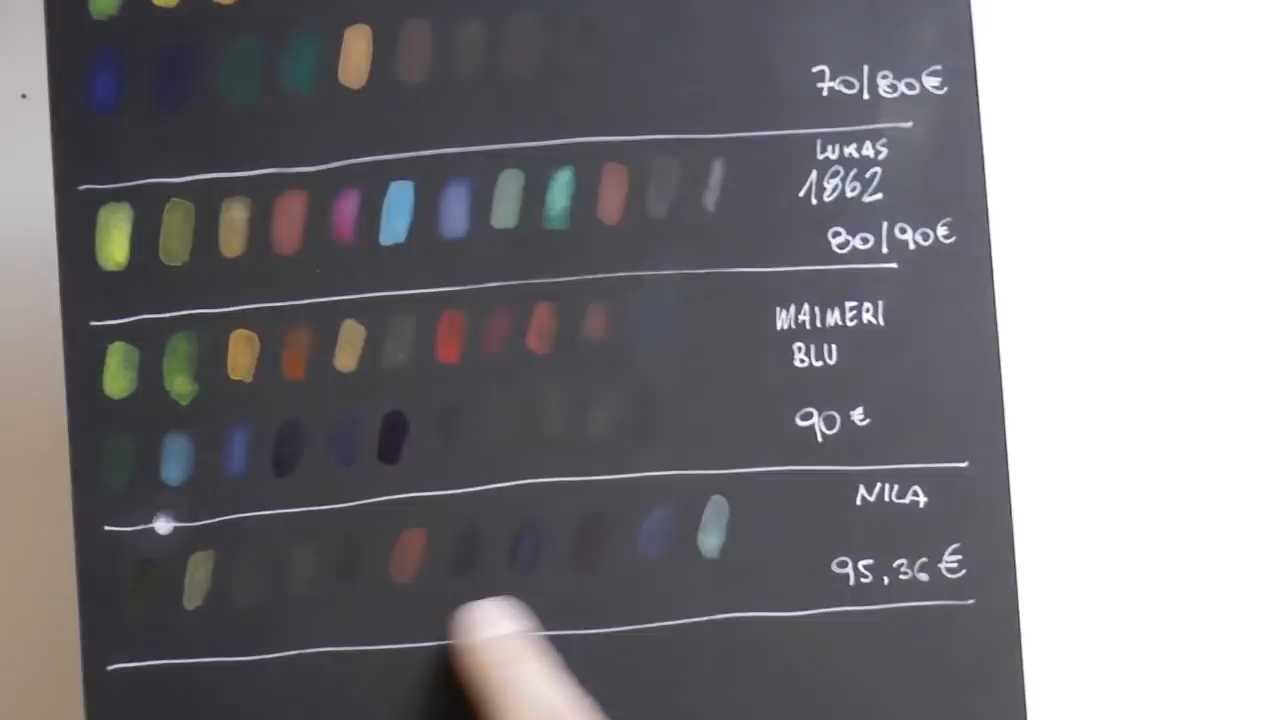 70/80€
LUKAS
1862
80/90€
MAIMERI
BLU
90€
NILA
95,36€